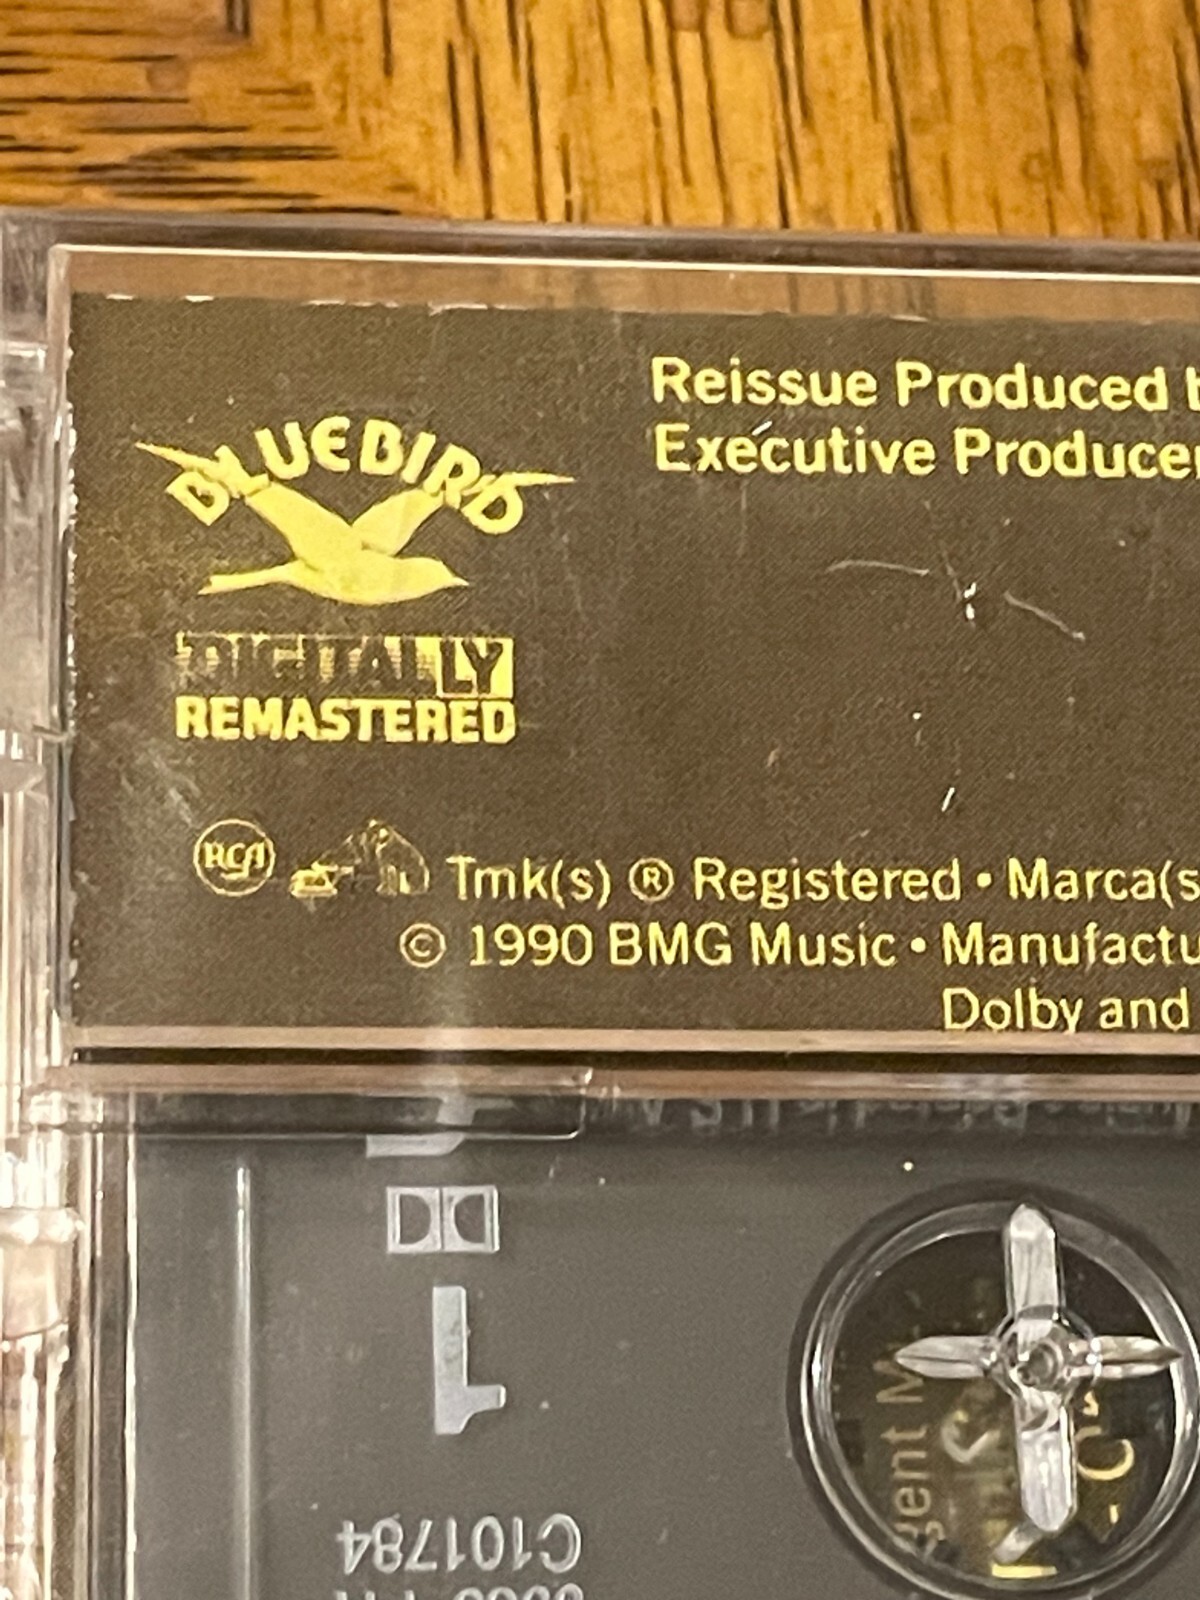 Reissue Produced
Executive Producer
BLUEBIRD
DIGITALLY
REMASTERED
RCA Tmk(s) ® Registered • Marca(s
© 1990 BMG Music • Manufactu
Dolby and
1
C101784